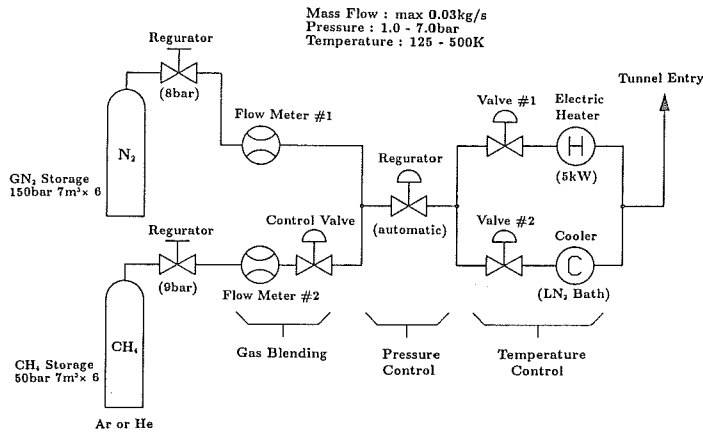 Mass Flow : max 0.03kg/s
Pressure : 1.0 - 7.0bar
Temperature : 125 - 500K
Regurator
(8bar)
Flow Meter #1
N₂
GN₂ Storage
150bar 7m³× 6
Valve #1
Electric
Heater
H
(5kW)
Tunnel Entry
Regurator
(automatic)
Regurator
(9bar)
Control Valve
Flow Meter #2
Valve #2
Cooler
C
(LN₂ Bath)
CH₄
CH₄ Storage
50bar 7m³× 6
Ar or He
Gas Blending
Pressure
Control
Temperature
Control